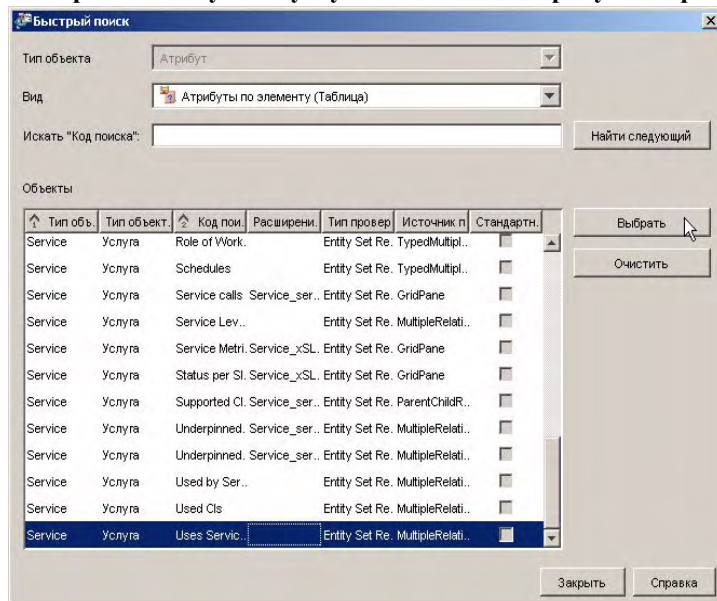 Быстрый поиск
Тип объекта Атрибут
Вид Атрибуты по элементу (Таблица)
Искать "Код поиска": Найти следующий
Объекты
Тип объ. Тип объект. Код пои. Расширени. Тип провер Источник п Стандартн. Выбрать
Service Услуга Role of Work. Entity Set Re. TypedMultipl..
Service Услуга Schedules Entity Set Re. TypedMultipl.. Очистить
Service Услуга Service calls Service_ser.. Entity Set Re. GridPane
Service Услуга Service Lev.. Entity Set Re. MultipleRelati..
Service Услуга Service Metri. Service_xSL. Entity Set Re. GridPane
Service Услуга Status per Sl. Service_xSL. Entity Set Re. GridPane
Service Услуга Supported Cl. Service_ser.. Entity Set Re. ParentChildR..
Service Услуга Underpinned. Service_ser.. Entity Set Re. MultipleRelati..
Service Услуга Underpinned. Service_ser.. Entity Set Re. MultipleRelati..
Service Услуга Used by Ser.. Entity Set Re. MultipleRelati..
Service Услуга Used CIs Entity Set Re. MultipleRelati..
Service Услуга Uses Servic.. Entity Set Re. MultipleRelati..
Закрыть Справка